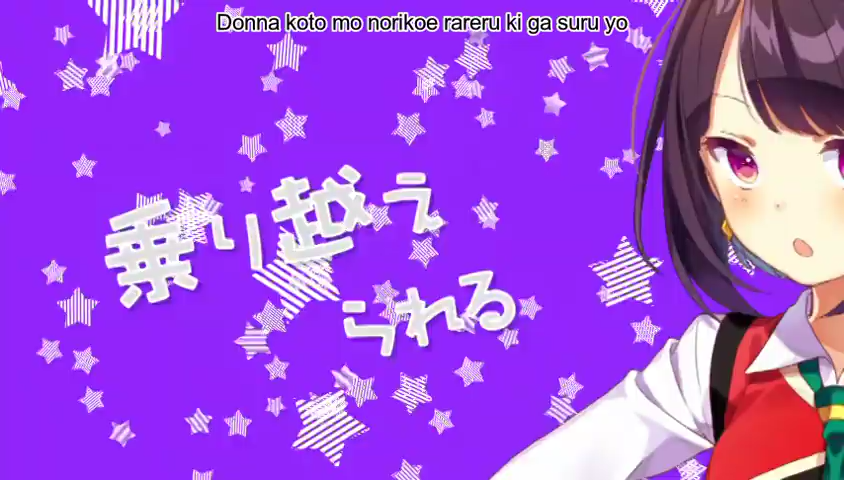 Donna koto mo norikoe rareru ki ga suru yo
乗り越え
られる